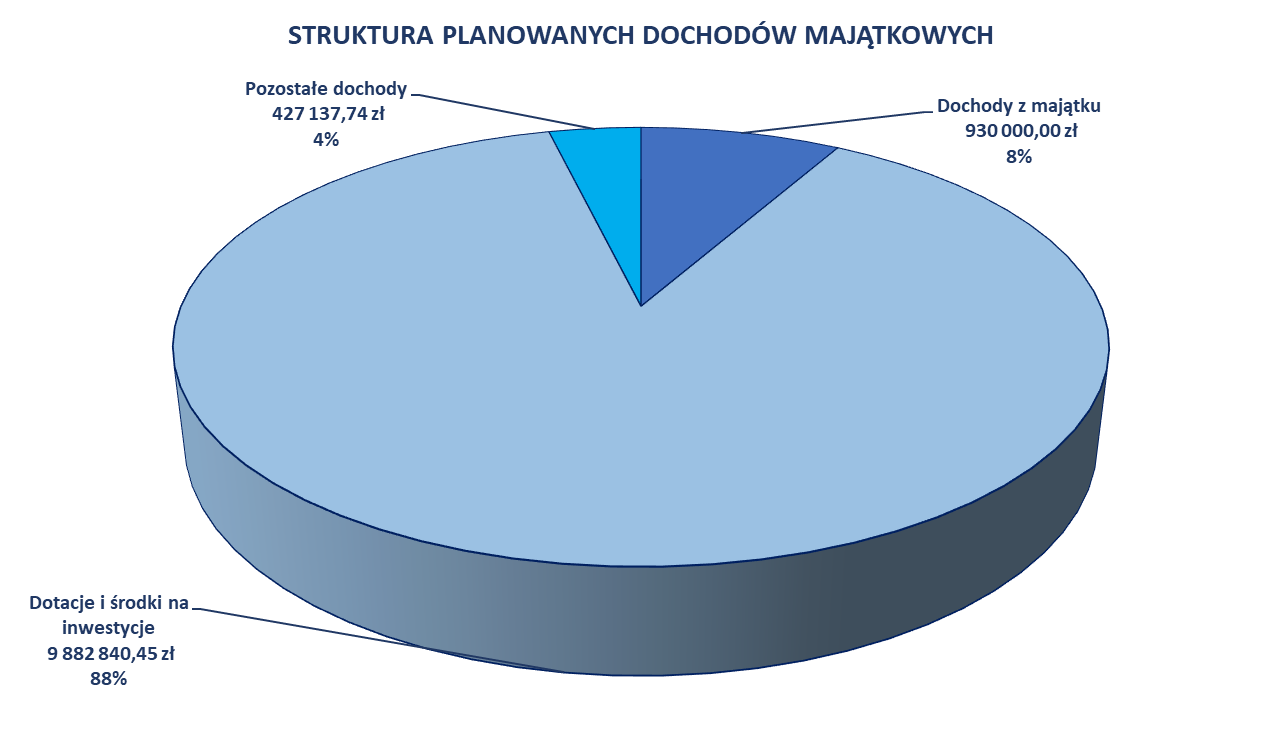 STRUKTURA PLANOWANYCH DOCHODÓW MAJĄTKOWYCH
Pozostałe dochody
427 137,74 zł
4%
Dochody z majątku
930 000,00 zł
8%
Dotacje i środki na
inwestycje
9 882 840,45 zł
88%